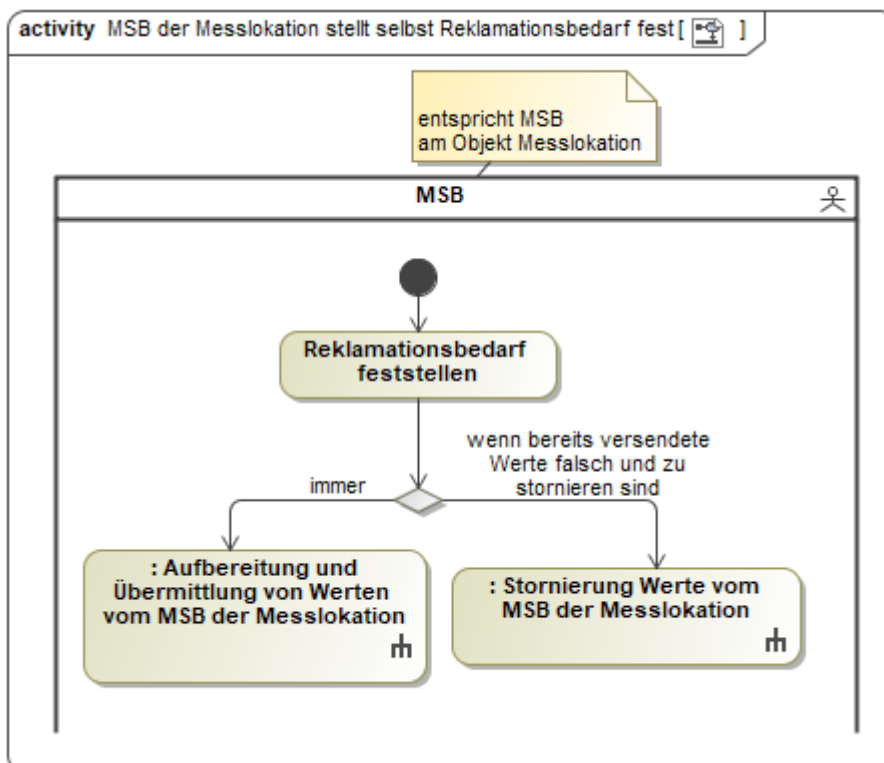 activity MSB der Messlokation stellt selbst Reklamationsbedarf fest [ ]
entspricht MSB
am Objekt Messlokation
MSB
Reklamationsbedarf
feststellen
wenn bereits versendete
Werte falsch und zu
stornieren sind
immer
: Aufbereitung und
Übermittlung von Werten
vom MSB der Messlokation
: Stornierung Werte vom
MSB der Messlokation